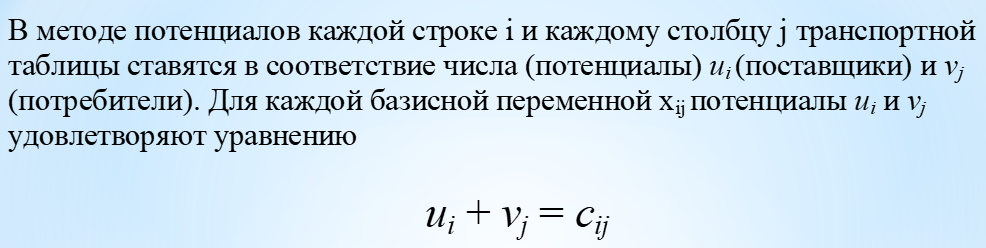 В методе потенциалов каждой строке i и каждому столбцу j транспортной
таблицы ставятся в соответствие числа (потенциалы) uᵢ (поставщики) и vⱼ
(потребители). Для каждой базисной переменной xᵢⱼ потенциалы uᵢ и vⱼ
удовлетворяют уравнению
uᵢ + vⱼ = cᵢⱼ